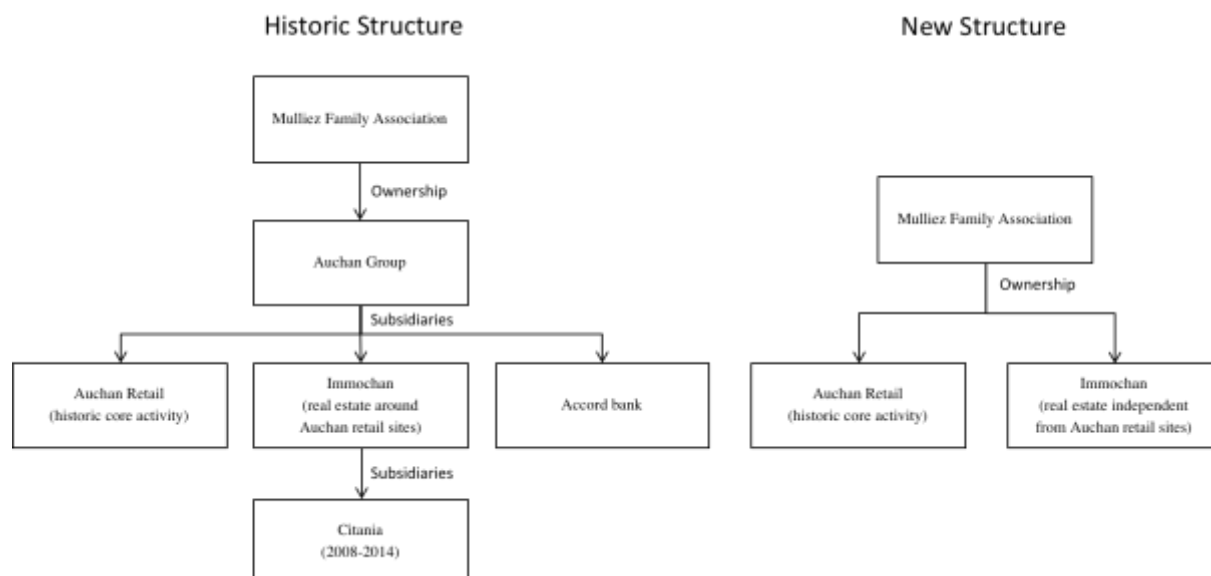 Historic Structure
Mulliez Family Association
Ownership
Auchan Group
Subsidiaries
Auchan Retail
(historic core activity)
Immochan
(real estate around
Auchan retail sites)
Accord bank
Subsidiaries
Citania
(2008-2014)
New Structure
Mulliez Family Association
Ownership
Auchan Retail
(historic core activity)
Immochan
(real estate independent
from Auchan retail sites)